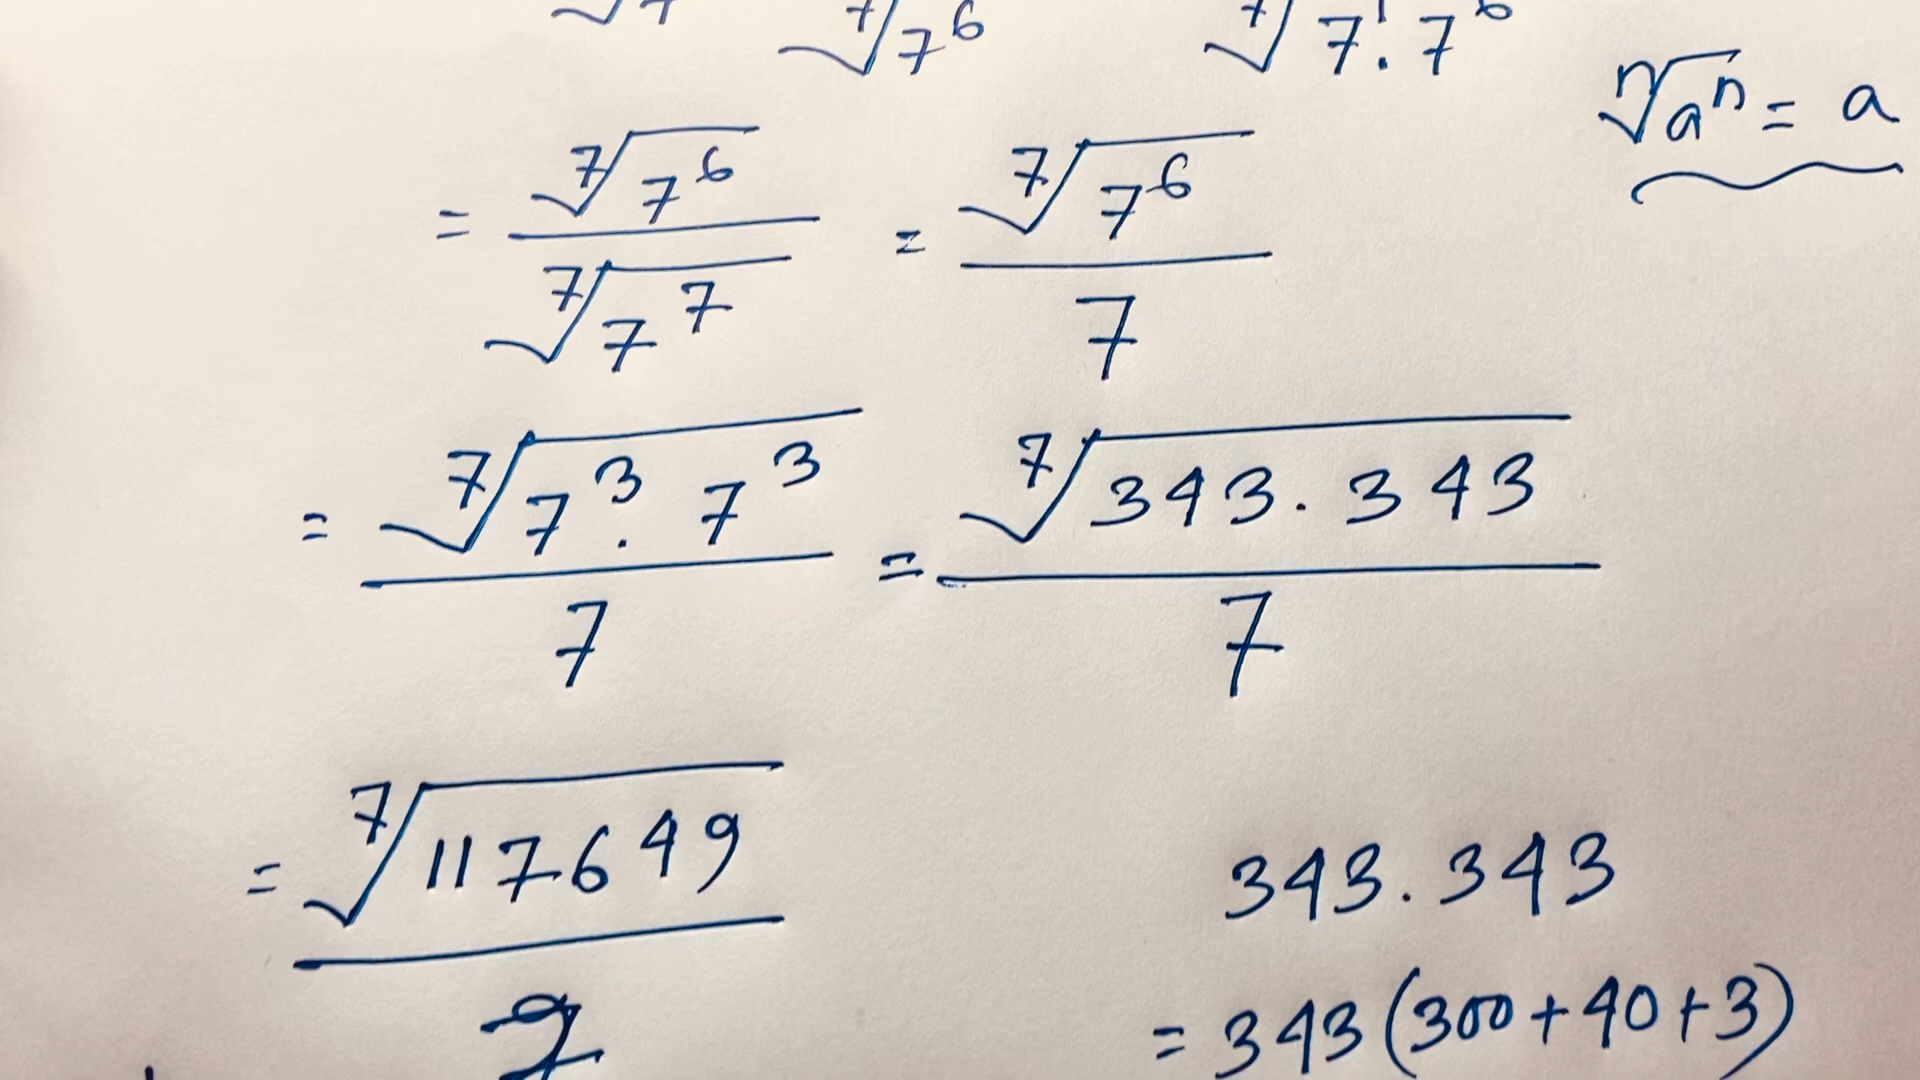 ⁷√7⁶ ⁷√7¹.7⁶
ⁿ√aⁿ = a
= ⁷√7⁶ / ⁷√7⁷ = ⁷√7⁶ / 7
= ⁷√7³.7³ / 7 = ⁷√343.343 / 7
= ⁷√117649 / 7
343.343
= 343(300+40+3)